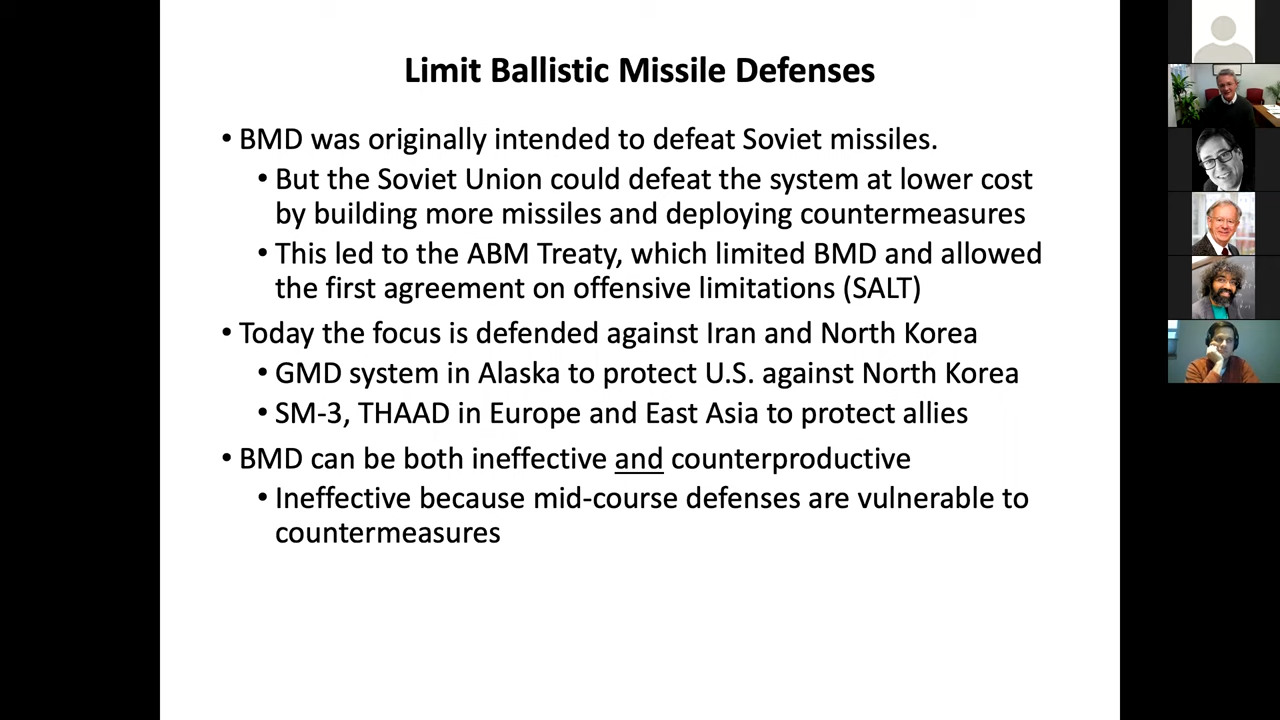 Limit Ballistic Missile Defenses
• BMD was originally intended to defeat Soviet missiles.
• But the Soviet Union could defeat the system at lower cost
by building more missiles and deploying countermeasures
• This led to the ABM Treaty, which limited BMD and allowed
the first agreement on offensive limitations (SALT)
• Today the focus is defended against Iran and North Korea
• GMD system in Alaska to protect U.S. against North Korea
• SM-3, THAAD in Europe and East Asia to protect allies
• BMD can be both ineffective and counterproductive
• Ineffective because mid-course defenses are vulnerable to
countermeasures